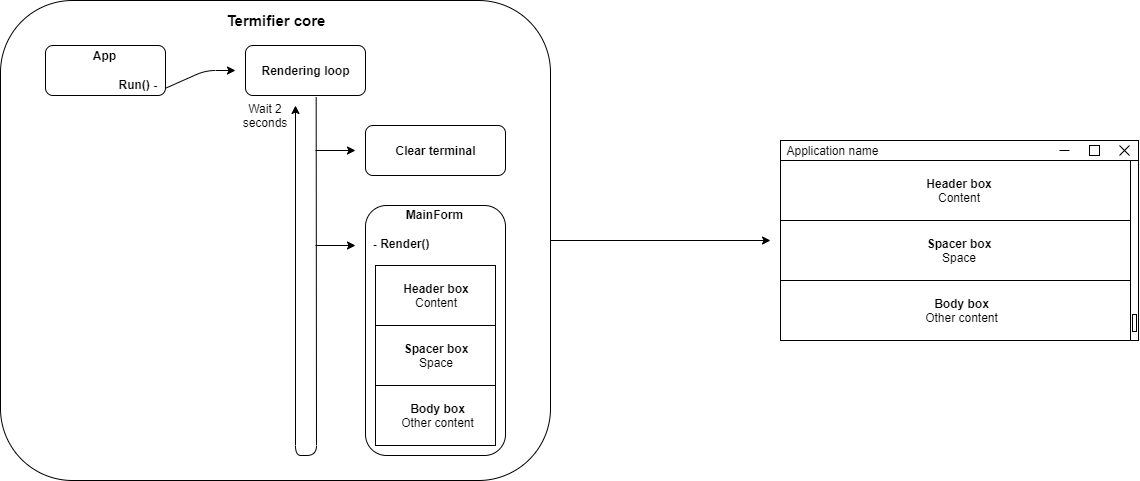 Termifier core
App
Run() -
Rendering loop
Wait 2
seconds
Clear terminal
MainForm
- Render()
Header box
Content
Spacer box
Space
Body box
Other content
Application name
Header box
Content
Spacer box
Space
Body box
Other content